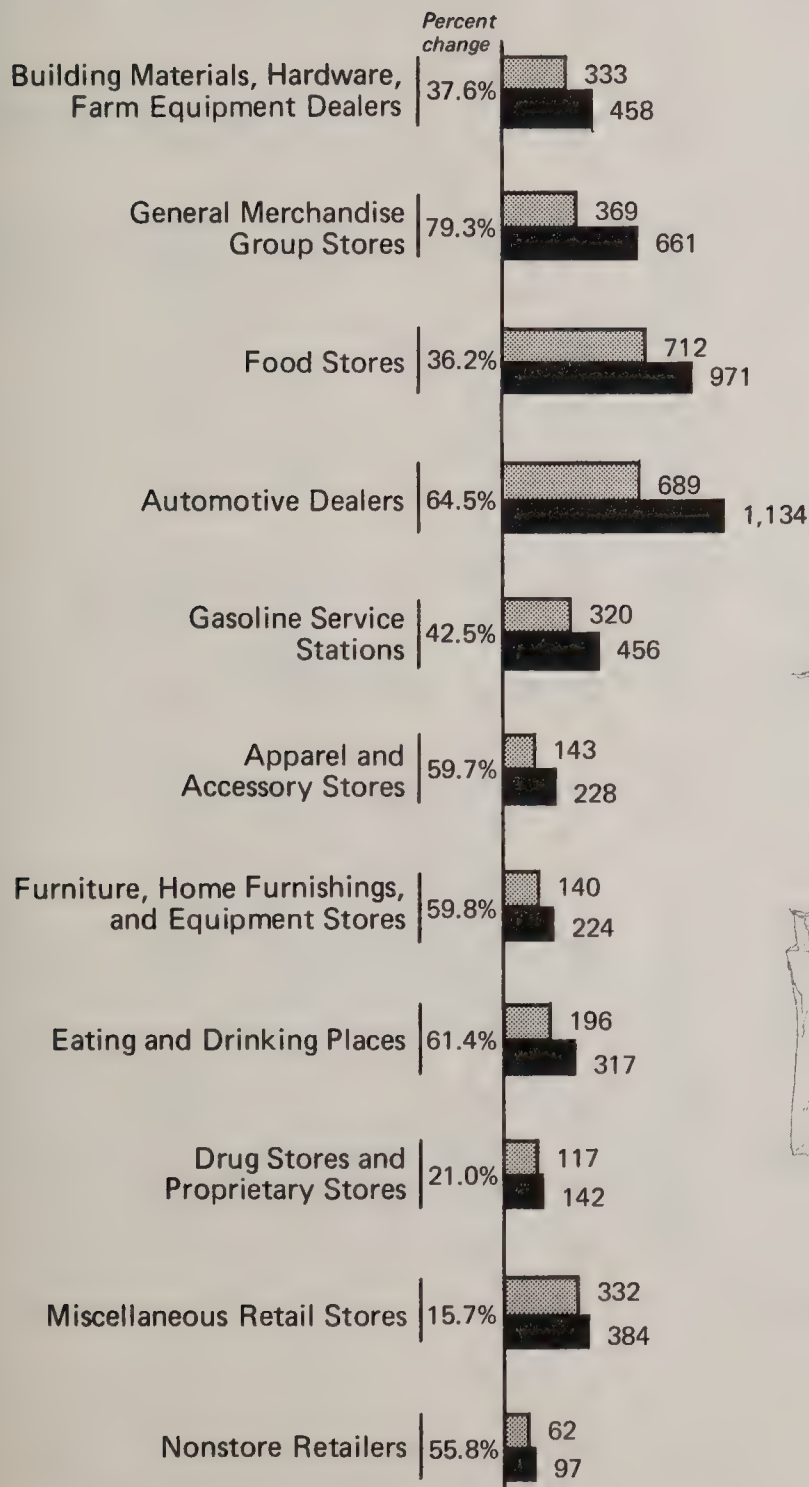 Percent
change
Building Materials, Hardware,
Farm Equipment Dealers
37.6%
333
458
General Merchandise
Group Stores
79.3%
369
661
Food Stores
36.2%
712
971
Automotive Dealers
64.5%
689
1,134
Gasoline Service
Stations
42.5%
320
456
Apparel and
Accessory Stores
59.7%
143
228
Furniture, Home Furnishings,
and Equipment Stores
59.8%
140
224
Eating and Drinking Places
61.4%
196
317
Drug Stores and
Proprietary Stores
21.0%
117
142
Miscellaneous Retail Stores
15.7%
332
384
Nonstore Retailers
55.8%
62
97